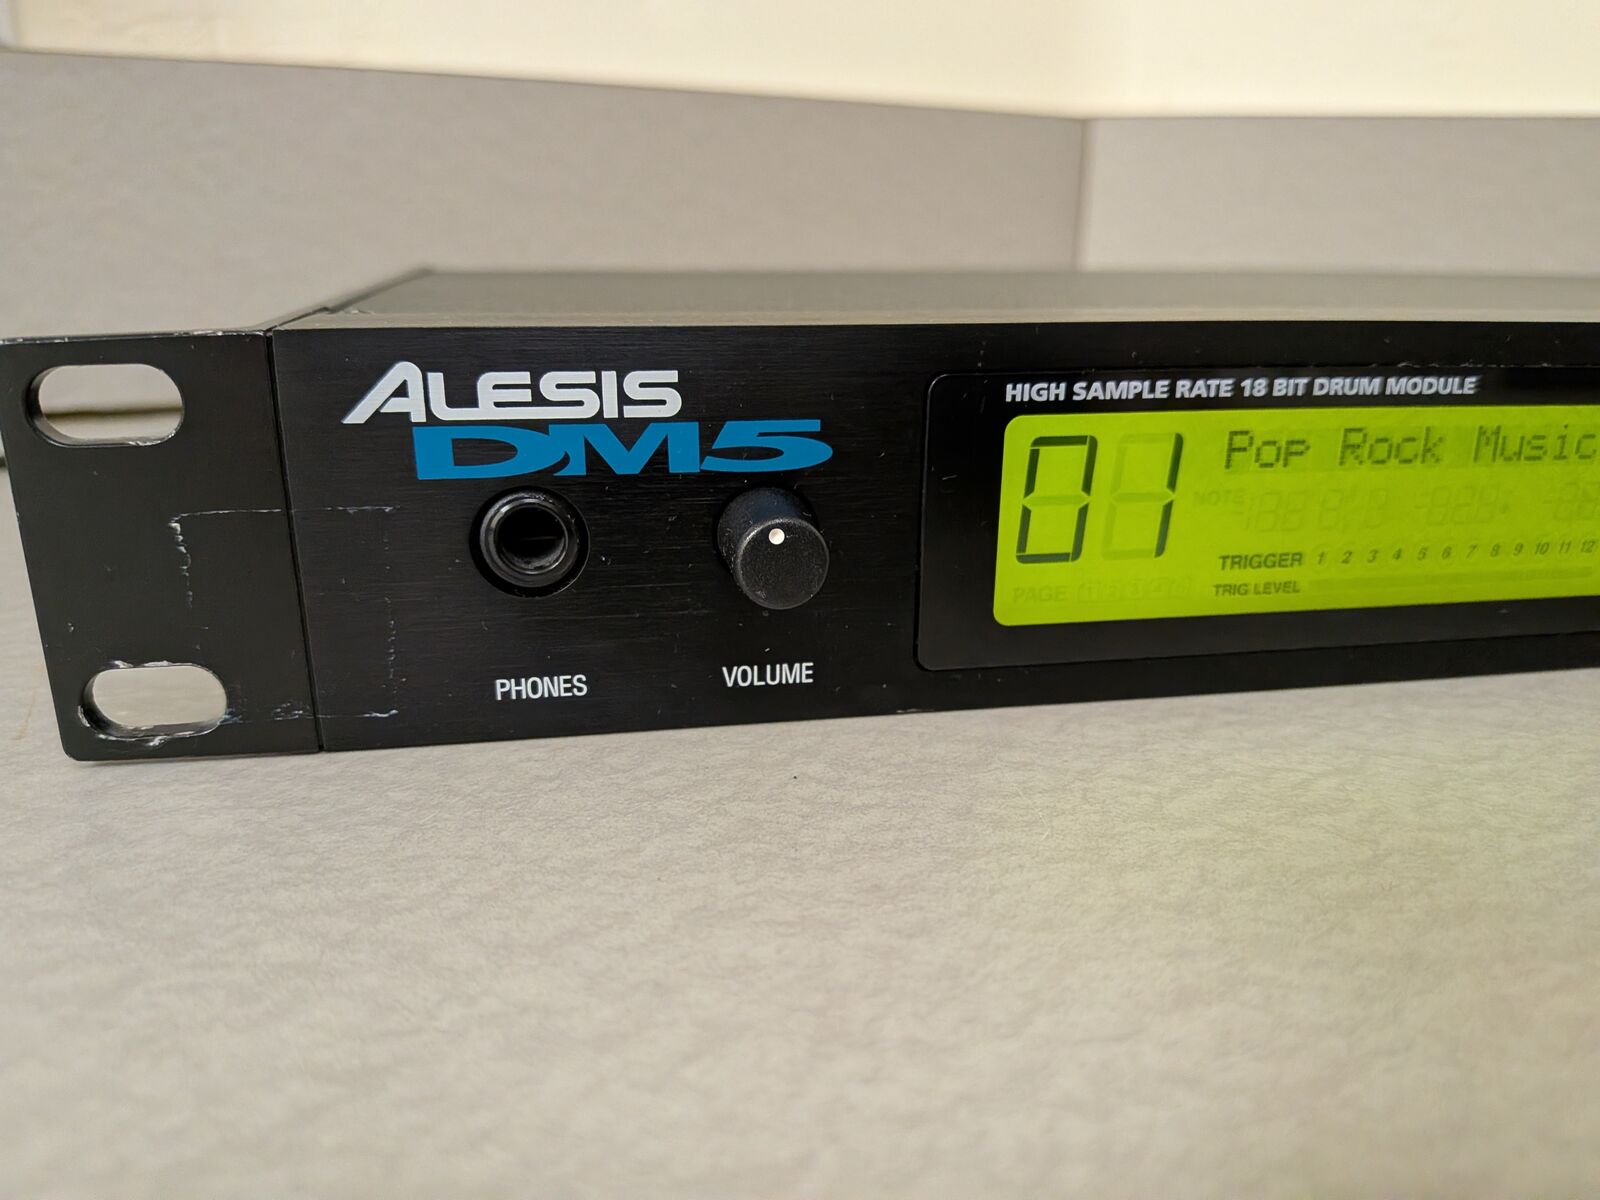 ALESIS
DM5
HIGH SAMPLE RATE 18 BIT DRUM MODULE
01
Pop Rock Music
NOTE
TRIGGER 1 2 3 4 5 6 7 8 9 10 11 12
PAGE
TRIG LEVEL
PHONES
VOLUME